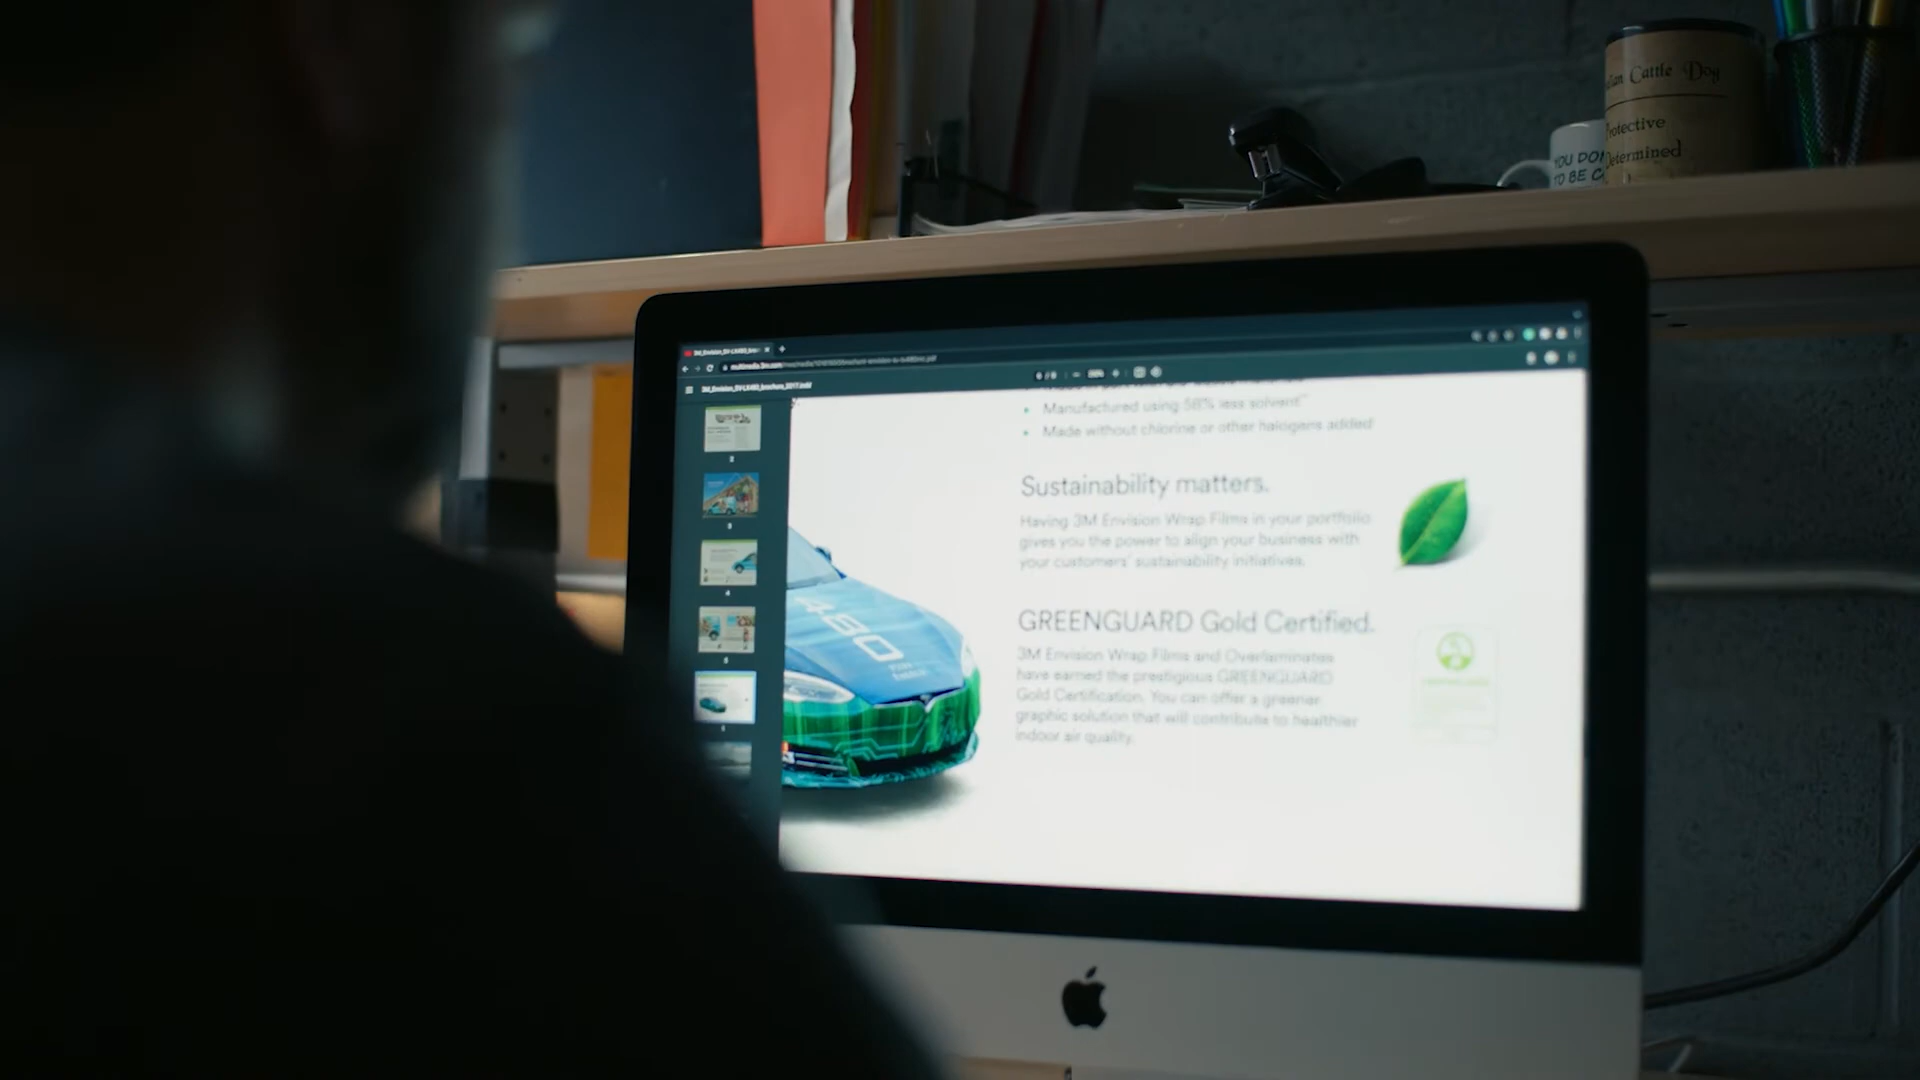 Cattle Dog
Protective
Determined
YOU DON
TO BE C
Manufactured using 58% less solvent
Made without chlorine or other halogens added
Sustainability matters.
Having 3M Envision Wrap Films in your portfolio
gives you the power to align your business with
your customers' sustainability initiatives.
480
GREENGUARD Gold Certified.
3M Envision Wrap Films and Overlaminates
have earned the prestigious GREENGUARD
Gold Certification. You can offer a greener
graphic solution that will contribute to healthier
indoor air quality.